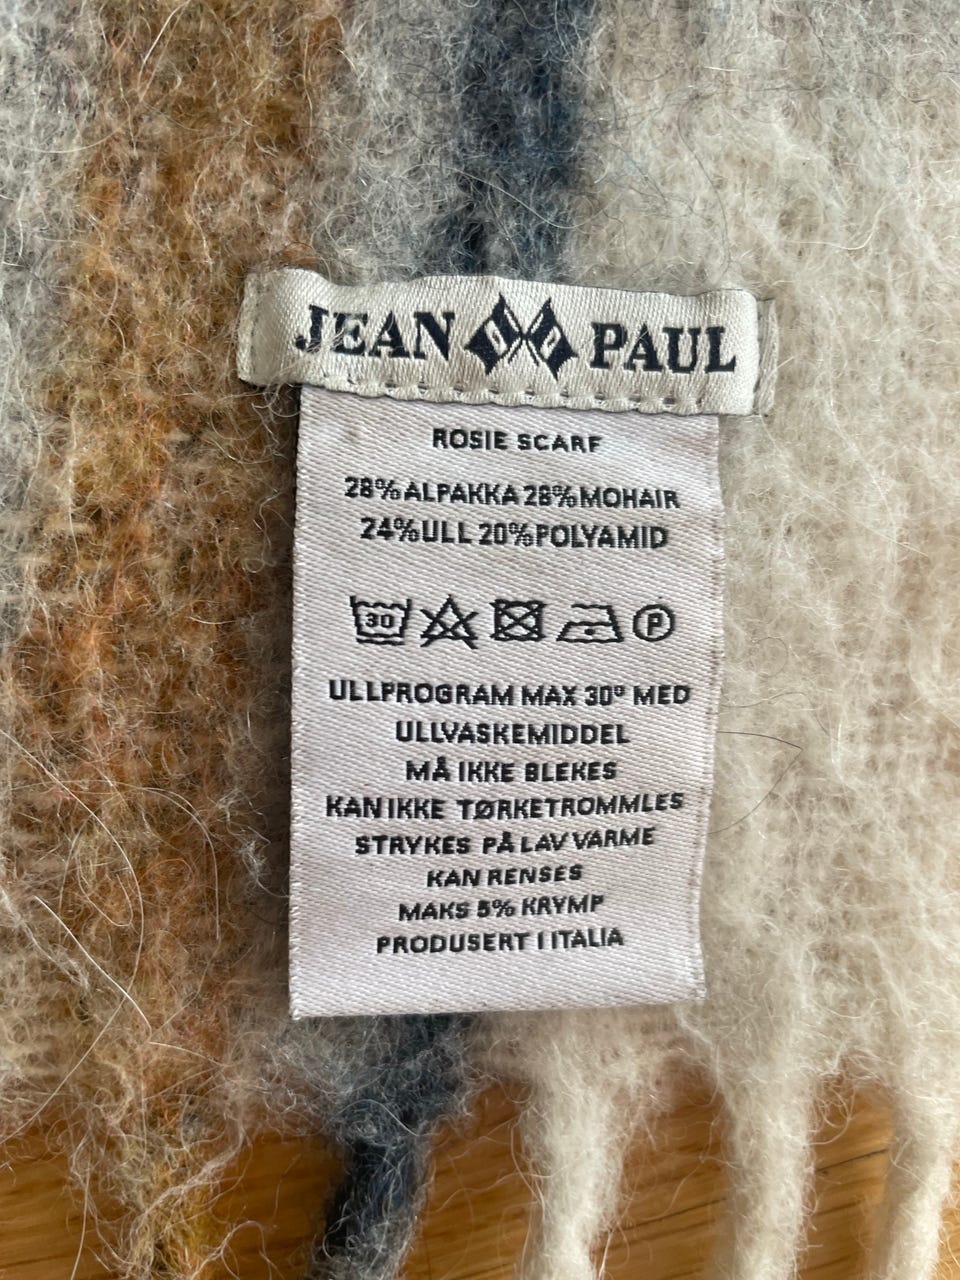 JEAN PAUL
ROSIE SCARF
28% ALPAKKA 28% MOHAIR
24% ULL 20% POLYAMID
30 P
ULLPROGRAM MAX 30° MED
ULLVASKEMIDDEL
MÅ IKKE BLEKES
KAN IKKE TØRKETROMMLES
STRYKES PÅ LAV VARME
KAN RENSES
MAKS 5% KRYMP
PRODUSERT I ITALIA